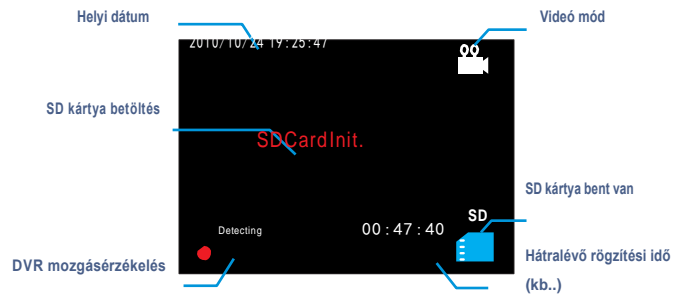 Helyi dátum
Videó mód
2010/10/24 19:25:47
SD kártya betöltés
SDCardInit.
SD kártya bent van
SD
Detecting
00:47:40
DVR mozgásérzékelés
Hátralévő rögzítési idő
(kb..)